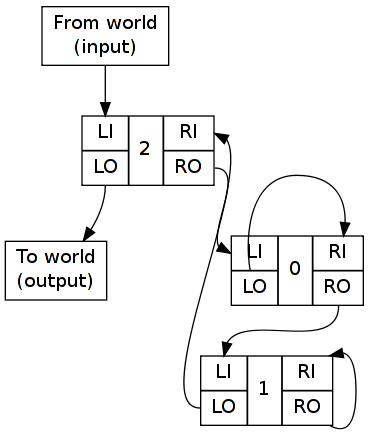 From world
(input)
LI 2 RI
LO RO
To world
(output)
LI 0 RI
LO RO
LI 1 RI
LO RO